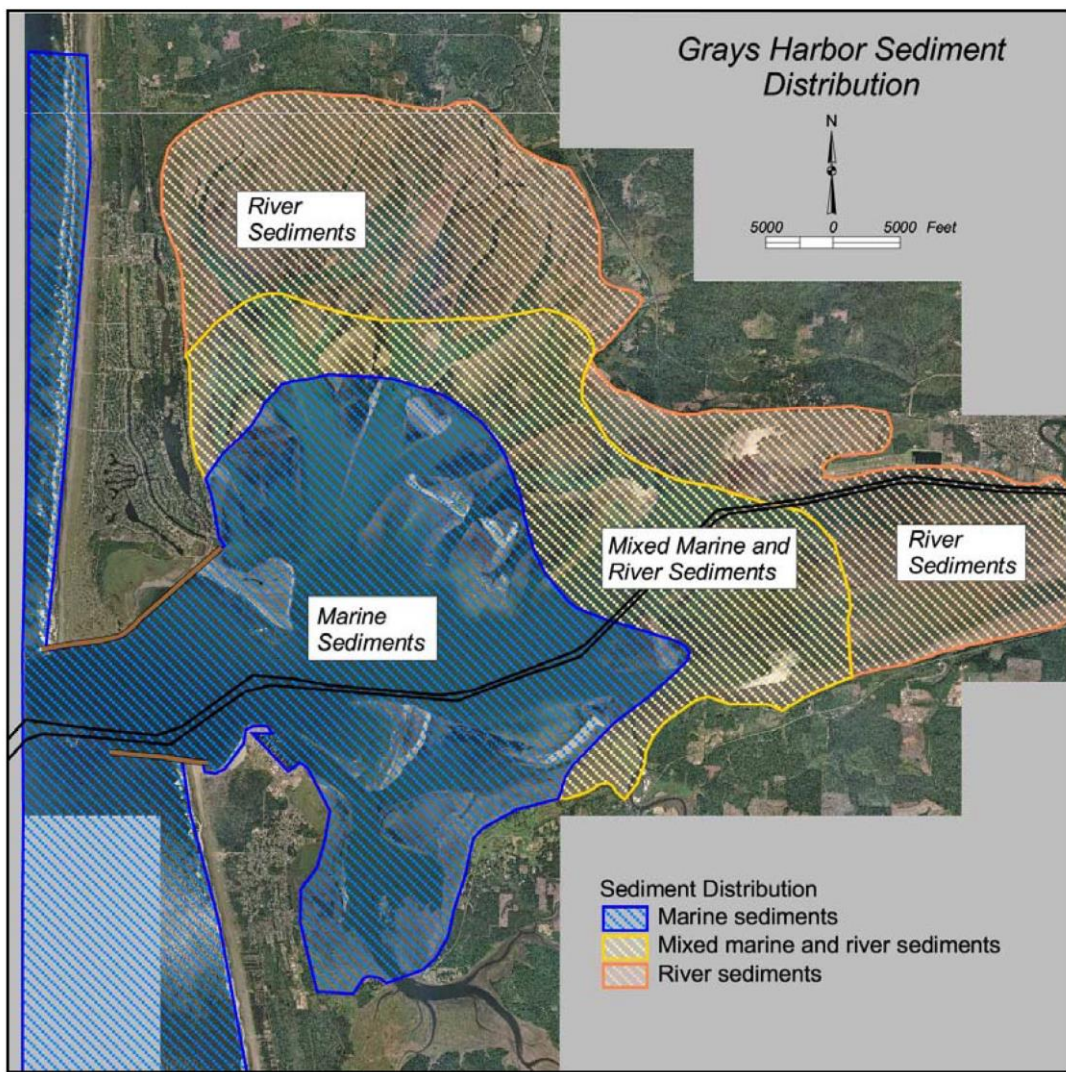 Grays Harbor Sediment
Distribution
N
5000 0 5000 Feet
River
Sediments
Mixed Marine and
River Sediments
River
Sediments
Marine
Sediments
Sediment Distribution
Marine sediments
Mixed marine and river sediments
River sediments